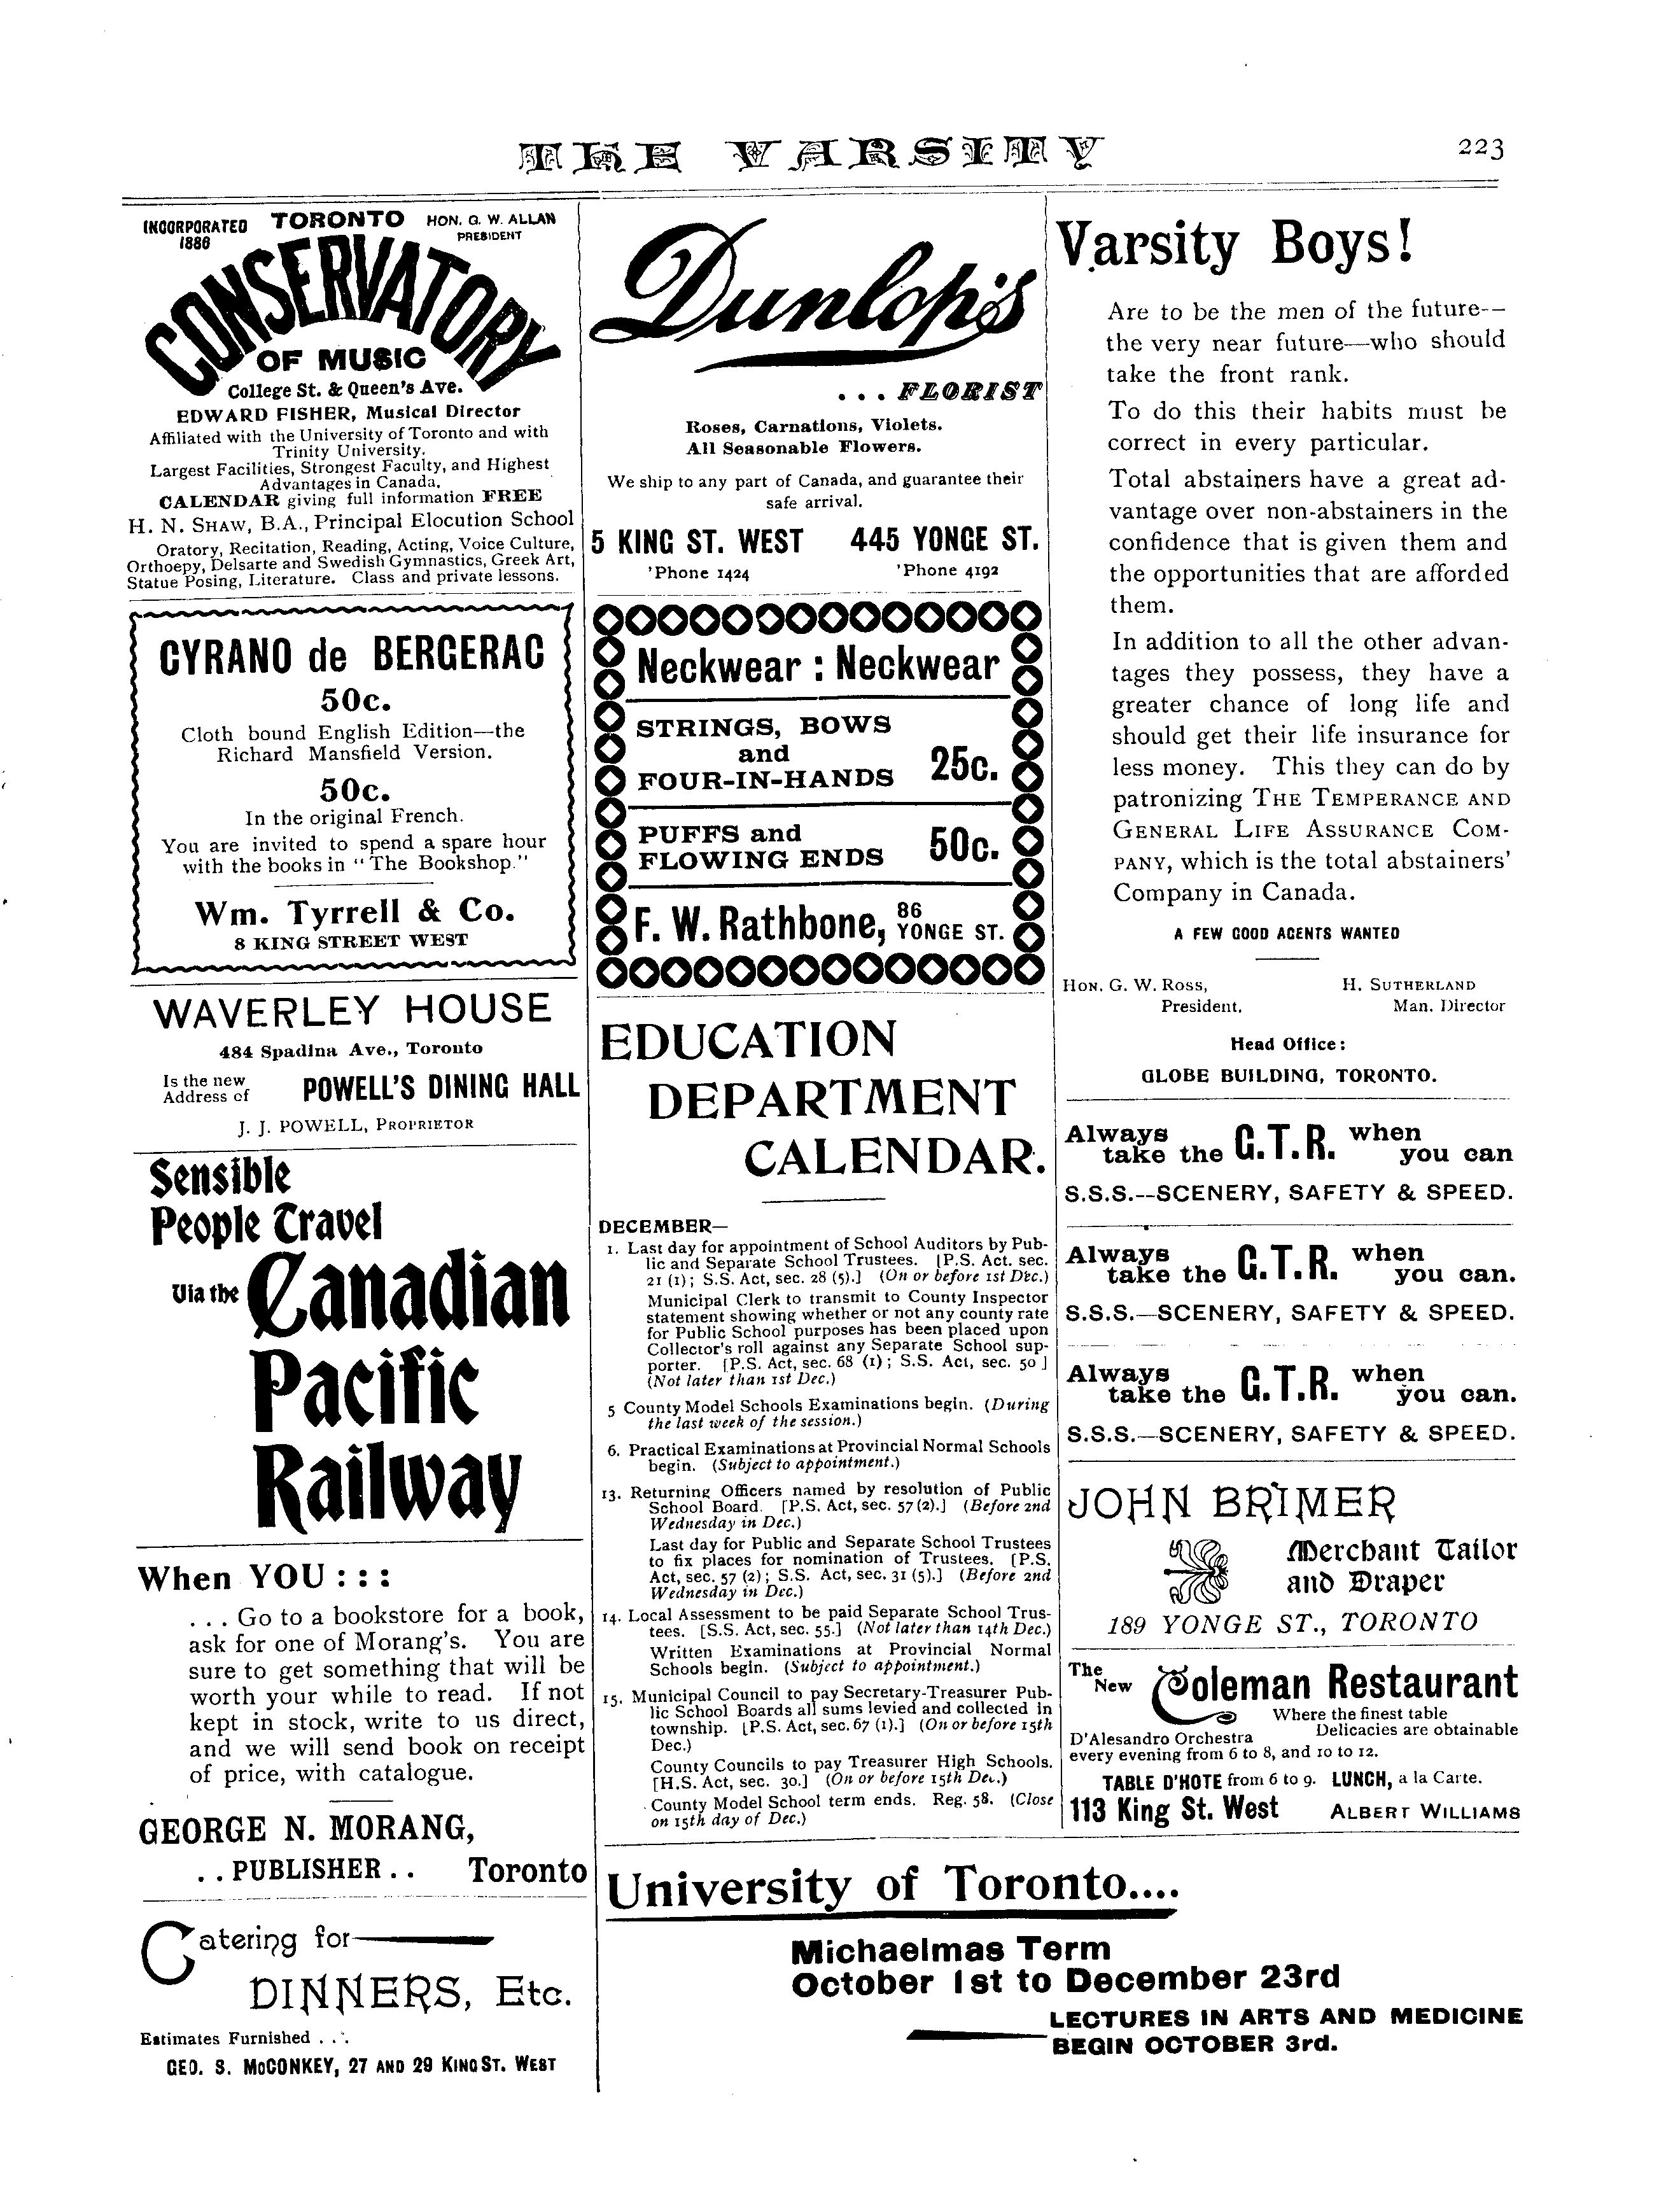 THE VARSITY
223
INCORPORATED 1886
TORONTO
HON. G. W. ALLAN
PRESIDENT
CONSERVATORY
OF MUSIC
College St. & Queen's Ave.
EDWARD FISHER, Musical Director
Affiliated with the University of Toronto and with
Trinity University.
Largest Facilities, Strongest Faculty, and Highest
Advantages in Canada.
CALENDAR giving full information FREE
H. N. SHAW, B.A., Principal Elocution School
Oratory, Recitation, Reading, Acting, Voice Culture,
Orthoepy, Delsarte and Swedish Gymnastics, Greek Art,
Statue Posing, Literature. Class and private lessons.
CYRANO de BERGERAC
50c.
Cloth bound English Edition—the
Richard Mansfield Version.
50c.
In the original French.
You are invited to spend a spare hour
with the books in "The Bookshop."
Wm. Tyrrell & Co.
8 KING STREET WEST
WAVERLEY HOUSE
484 Spadina Ave., Toronto
Is the new
Address of
POWELL'S DINING HALL
J. J. POWELL, PROPRIETOR
Sensible
People Travel
Via the Canadian
Pacific
Railway
When YOU : : :
. . . Go to a bookstore for a book,
ask for one of Morang's. You are
sure to get something that will be
worth your while to read. If not
kept in stock, write to us direct,
and we will send book on receipt
of price, with catalogue.
GEORGE N. MORANG,
. . PUBLISHER . . Toronto
Catering for
DINNERS, Etc.
Estimates Furnished . . .
GEO. S. McCONKEY, 27 AND 29 KING ST. WEST
Dunlop's
. . . FLORIST
Roses, Carnations, Violets.
All Seasonable Flowers.
We ship to any part of Canada, and guarantee their
safe arrival.
5 KING ST. WEST 445 YONGE ST.
'Phone 1424 'Phone 4192
Neckwear : Neckwear
STRINGS, BOWS
and
FOUR-IN-HANDS 25c.
PUFFS and
FLOWING ENDS 50c.
F. W. Rathbone, 86 YONGE ST.
EDUCATION
DEPARTMENT
CALENDAR.
DECEMBER—
1. Last day for appointment of School Auditors by Pub-
lic and Separate School Trustees. [P.S. Act. sec.
21 (1); S.S. Act, sec. 28 (5).] (On or before 1st Dec.)
Municipal Clerk to transmit to County Inspector
statement showing whether or not any county rate
for Public School purposes has been placed upon
Collector's roll against any Separate School sup-
porter. [P.S. Act, sec. 68 (1); S.S. Act, sec. 50 ]
(Not later than 1st Dec.)
5 County Model Schools Examinations begin. (During
the last week of the session.)
6. Practical Examinations at Provincial Normal Schools
begin. (Subject to appointment.)
13. Returning Officers named by resolution of Public
School Board. [P.S. Act, sec. 57 (2).] (Before 2nd
Wednesday in Dec.)
Last day for Public and Separate School Trustees
to fix places for nomination of Trustees. [P.S.
Act, sec. 57 (2); S.S. Act, sec. 31 (5).] (Before 2nd
Wednesday in Dec.)
14. Local Assessment to be paid Separate School Trus-
tees. [S.S. Act, sec. 55.] (Not later than 14th Dec.)
Written Examinations at Provincial Normal
Schools begin. (Subject to appointment.)
15. Municipal Council to pay Secretary-Treasurer Pub-
lic School Boards all sums levied and collected in
township. [P.S. Act, sec. 67 (1).] (On or before 15th
Dec.)
County Councils to pay Treasurer High Schools.
[H.S. Act, sec. 30.] (On or before 15th Dec.)
County Model School term ends. Reg. 58. (Close
on 15th day of Dec.)
Varsity Boys!
Are to be the men of the future--
the very near future—who should
take the front rank.
To do this their habits must be
correct in every particular.
Total abstainers have a great ad-
vantage over non-abstainers in the
confidence that is given them and
the opportunities that are afforded
them.
In addition to all the other advan-
tages they possess, they have a
greater chance of long life and
should get their life insurance for
less money. This they can do by
patronizing THE TEMPERANCE AND
GENERAL LIFE ASSURANCE COM-
PANY, which is the total abstainers'
Company in Canada.
A FEW GOOD AGENTS WANTED
HON. G. W. ROSS, H. SUTHERLAND
President. Man. Director
Head Office:
GLOBE BUILDING, TORONTO.
Always take the G.T.R. when you can
S.S.S.--SCENERY, SAFETY & SPEED.
Always take the G.T.R. when you can.
S.S.S.—SCENERY, SAFETY & SPEED.
Always take the G.T.R. when you can.
S.S.S.—SCENERY, SAFETY & SPEED.
JOHN BRIMER
Merchant Tailor
and Draper
189 YONGE ST., TORONTO
The New Coleman Restaurant
Where the finest table
Delicacies are obtainable
D'Alesandro Orchestra
every evening from 6 to 8, and 10 to 12.
TABLE D'HOTE from 6 to 9. LUNCH, a la Carte.
113 King St. West ALBERT WILLIAMS
University of Toronto....
Michaelmas Term
October 1st to December 23rd
LECTURES IN ARTS AND MEDICINE
BEGIN OCTOBER 3rd.